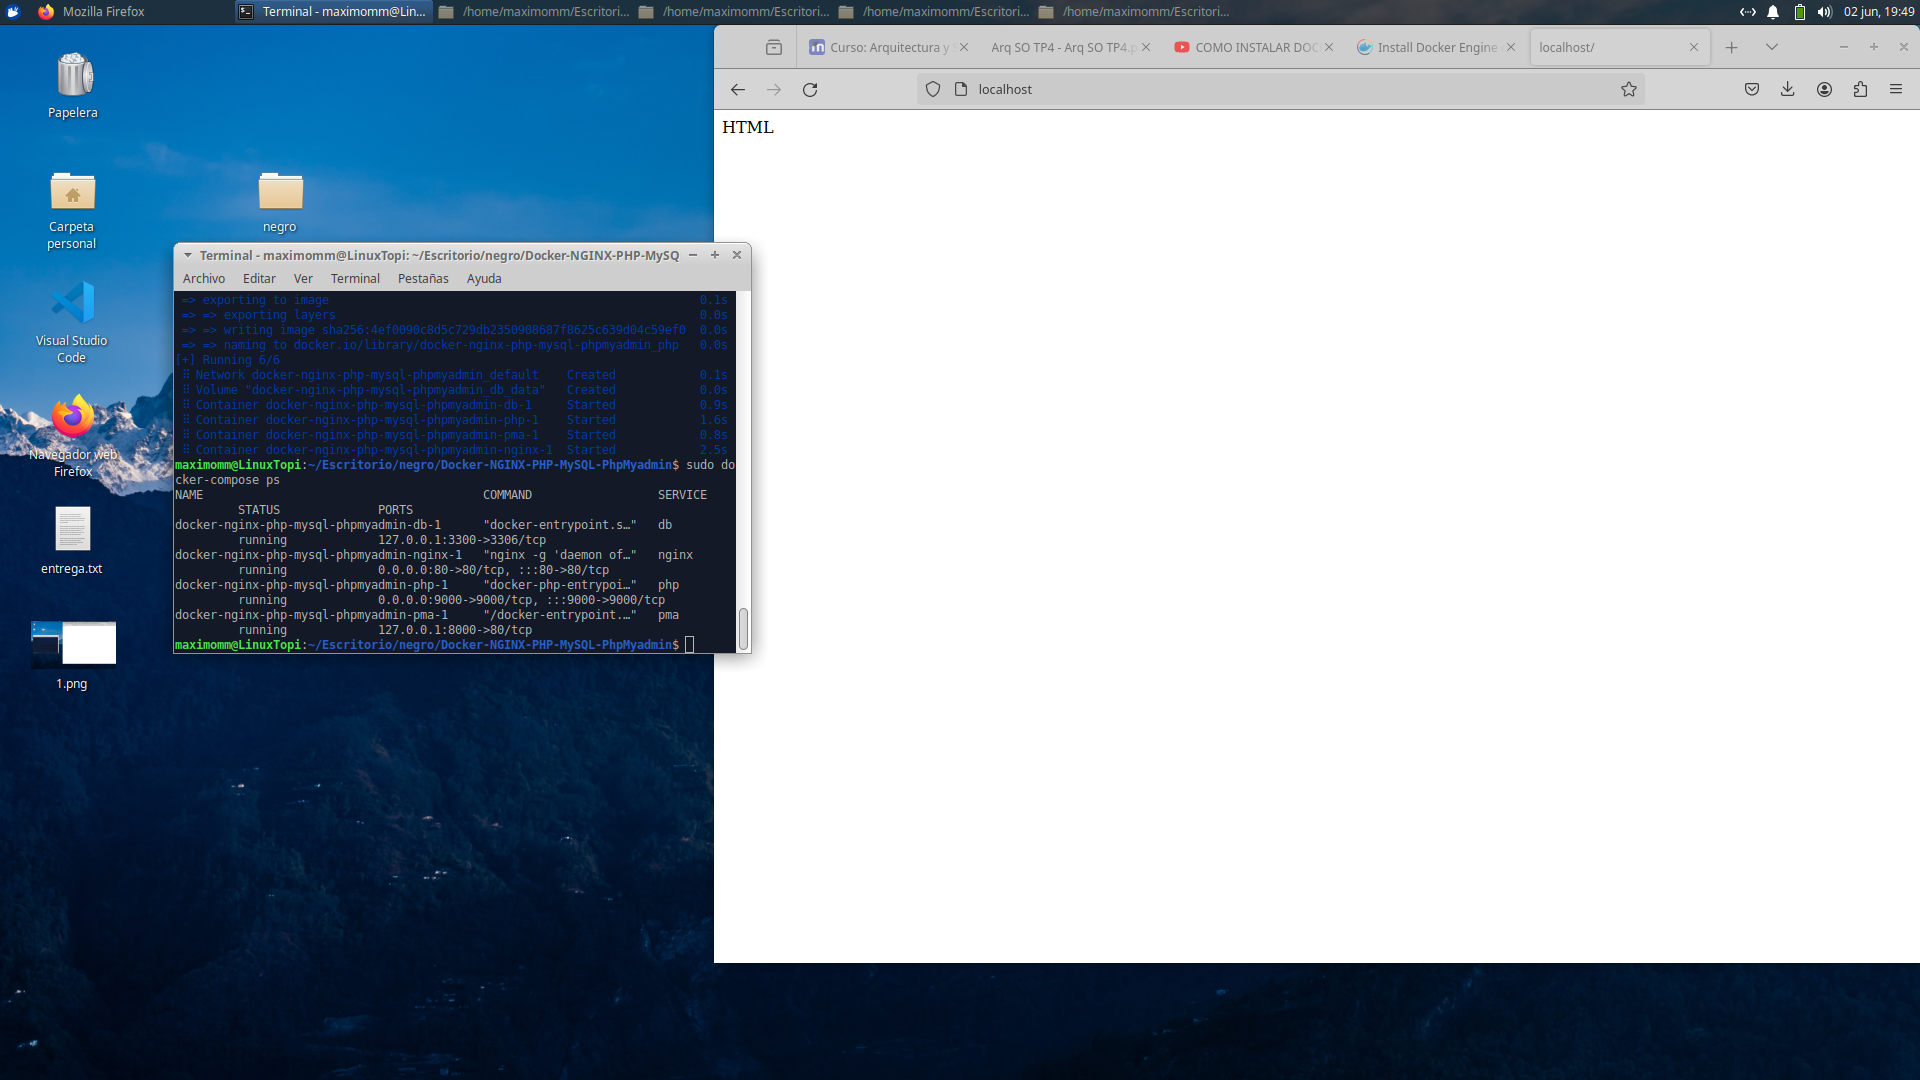 Mozilla Firefox
Terminal - maximomm@Lin...
/home/maximomm/Escritori...
/home/maximomm/Escritori...
/home/maximomm/Escritori...
/home/maximomm/Escritori...
02 jun, 19:49
Papelera
Carpeta
personal
negro
Visual Studio
Code
Navegador web
Firefox
entrega.txt
1.png
Terminal - maximomm@LinuxTopi: ~/Escritorio/negro/Docker-NGINX-PHP-MySQ
Archivo Editar Ver Terminal Pestañas Ayuda
=> exporting to image 0.1s
=> => exporting layers 0.0s
=> => writing image sha256:4ef0090c8d5c729db2350908687f8625c639d04c59ef0 0.0s
=> => naming to docker.io/library/docker-nginx-php-mysql-phpmyadmin_php 0.0s
[+] Running 6/6
⠿ Network docker-nginx-php-mysql-phpmyadmin_default Created 0.1s
⠿ Volume "docker-nginx-php-mysql-phpmyadmin_db_data" Created 0.0s
⠿ Container docker-nginx-php-mysql-phpmyadmin-db-1 Started 0.9s
⠿ Container docker-nginx-php-mysql-phpmyadmin-php-1 Started 1.6s
⠿ Container docker-nginx-php-mysql-phpmyadmin-pma-1 Started 0.8s
⠿ Container docker-nginx-php-mysql-phpmyadmin-nginx-1 Started 2.5s
maximomm@LinuxTopi:~/Escritorio/negro/Docker-NGINX-PHP-MySQL-PhpMyadmin$ sudo do
cker-compose ps
NAME COMMAND SERVICE
STATUS PORTS
docker-nginx-php-mysql-phpmyadmin-db-1 "docker-entrypoint.s…" db
running 127.0.0.1:3300->3306/tcp
docker-nginx-php-mysql-phpmyadmin-nginx-1 "nginx -g 'daemon of…" nginx
running 0.0.0.0:80->80/tcp, :::80->80/tcp
docker-nginx-php-mysql-phpmyadmin-php-1 "docker-php-entrypoi…" php
running 0.0.0.0:9000->9000/tcp, :::9000->9000/tcp
docker-nginx-php-mysql-phpmyadmin-pma-1 "/docker-entrypoint.…" pma
running 127.0.0.1:8000->80/tcp
maximomm@LinuxTopi:~/Escritorio/negro/Docker-NGINX-PHP-MySQL-PhpMyadmin$
Curso: Arquitectura y
Arq SO TP4 - Arq SO TP4.p
COMO INSTALAR DOC
Install Docker Engine
localhost/
localhost
HTML